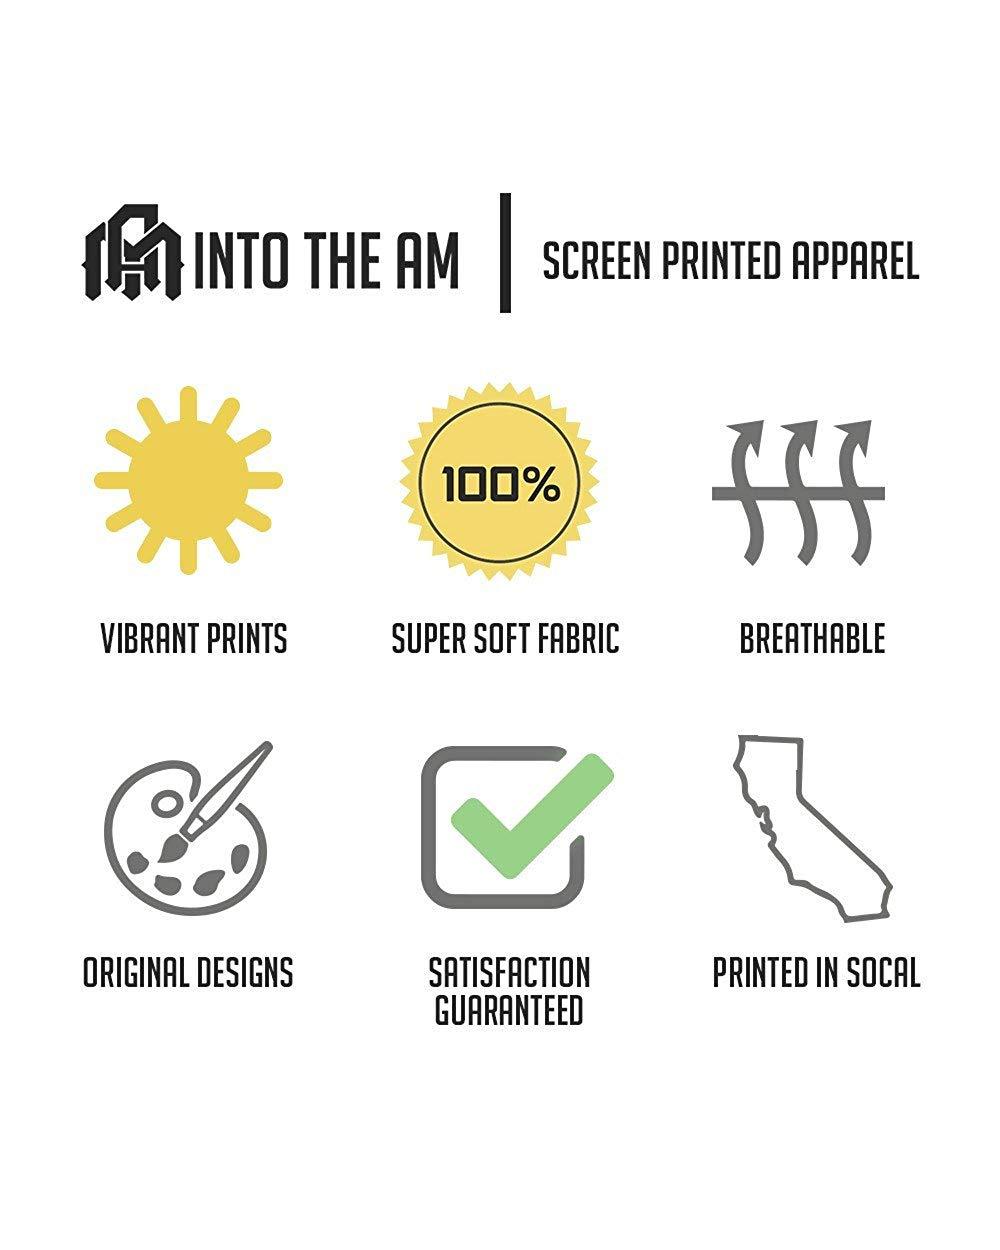 INTO THE AM
SCREEN PRINTED APPAREL
100%
VIBRANT PRINTS
SUPER SOFT FABRIC
BREATHABLE
ORIGINAL DESIGNS
SATISFACTION
GUARANTEED
PRINTED IN SOCAL